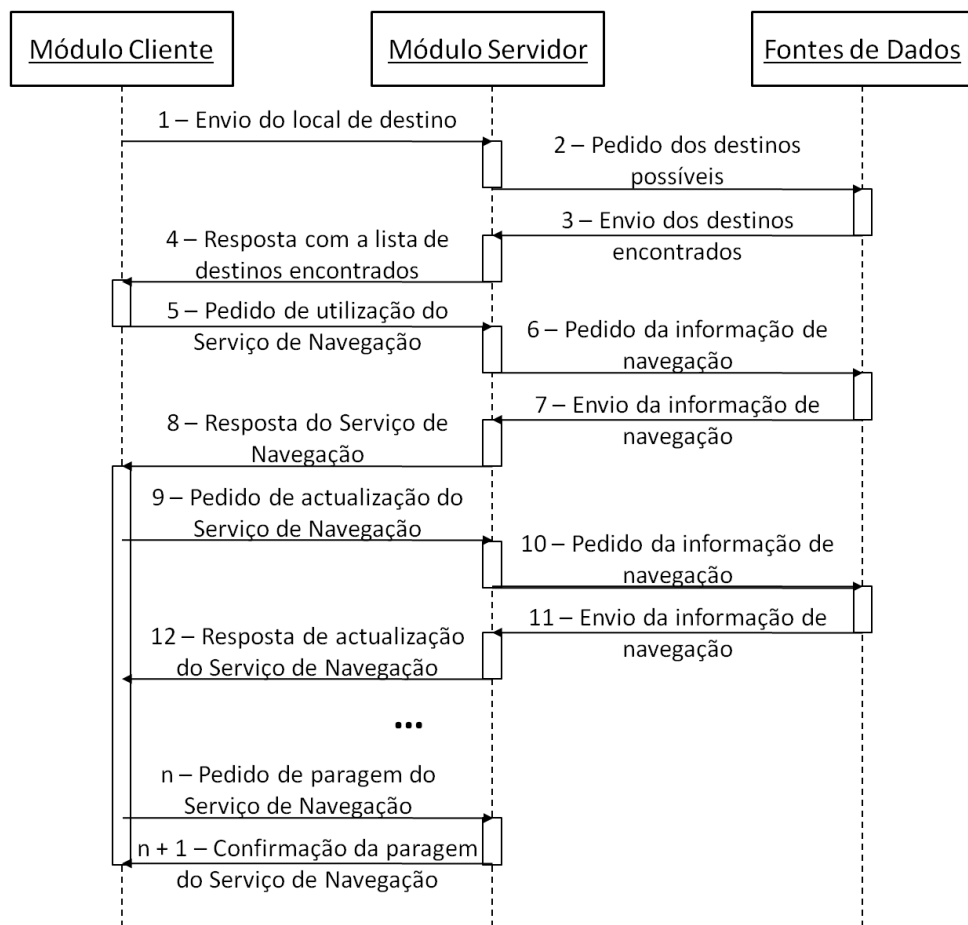 Módulo Cliente
Módulo Servidor
Fontes de Dados
1 – Envio do local de destino
2 – Pedido dos destinos
possíveis
3 – Envio dos destinos
encontrados
4 – Resposta com a lista de
destinos encontrados
5 – Pedido de utilização do
Serviço de Navegação
6 – Pedido da informação de
navegação
7 – Envio da informação de
navegação
8 – Resposta do Serviço de
Navegação
9 – Pedido de actualização do
Serviço de Navegação
10 – Pedido da informação de
navegação
11 – Envio da informação de
navegação
12 – Resposta de actualização
do Serviço de Navegação
...
n – Pedido de paragem do
Serviço de Navegação
n + 1 – Confirmação da paragem
do Serviço de Navegação